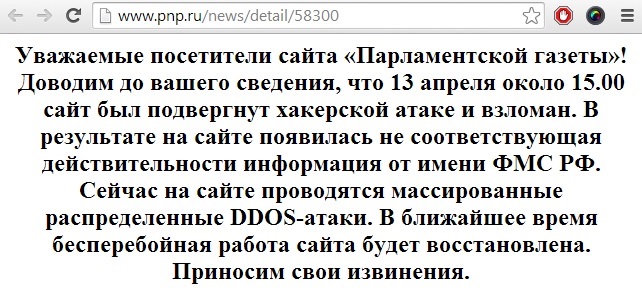 www.pnp.ru/news/detail/58300
Уважаемые посетители сайта «Парламентской газеты»!
Доводим до вашего сведения, что 13 апреля около 15.00
сайт был подвергнут хакерской атаке и взломан. В
результате на сайте появилась не соответствующая
действительности информация от имени ФМС РФ.
Сейчас на сайте проводятся массированные
распределенные DDOS-атаки. В ближайшее время
бесперебойная работа сайта будет восстановлена.
Приносим свои извинения.